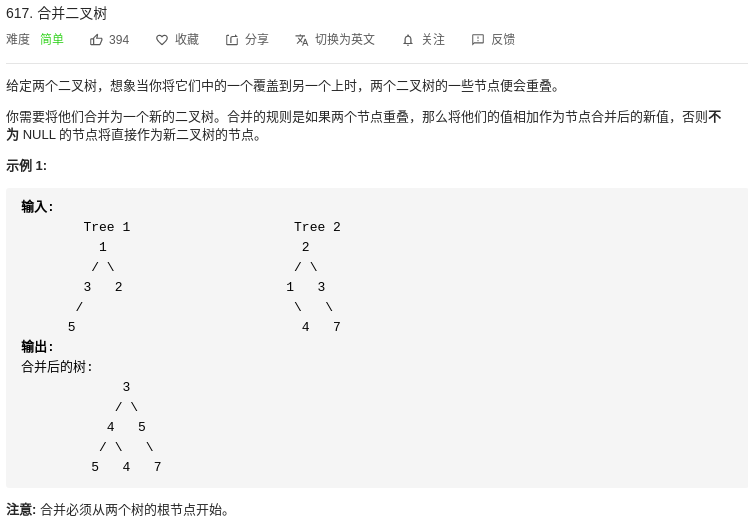 617. 合并二叉树
难度 简单 394 收藏 分享 切换为英文 关注 反馈
给定两个二叉树，想象当你将它们中的一个覆盖到另一个上时，两个二叉树的一些节点便会重叠。
你需要将他们合并为一个新的二叉树。合并的规则是如果两个节点重叠，那么将他们的值相加作为节点合并后的新值，否则不
为 NULL 的节点将直接作为新二叉树的节点。
示例 1:
输入:
Tree 1                     Tree 2
1                         2
/ \                       / \
3   2                     1   3
/                           \   \
5                             4   7
输出:
合并后的树:
3
/ \
4   5
/ \   \
5   4   7
注意: 合并必须从两个树的根节点开始。